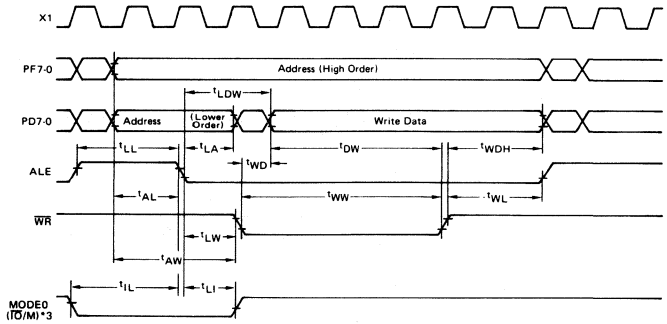 X1
PF7-0
Address (High Order)
tLDW
PD7-0
Address
(Lower
Order)
Write Data
tLL
tLA
tWD
tDW
tWDH
ALE
tAL
tWW
tWL
WR
tLW
tAW
tIL
tLI
MODE0
(IO/M)*3